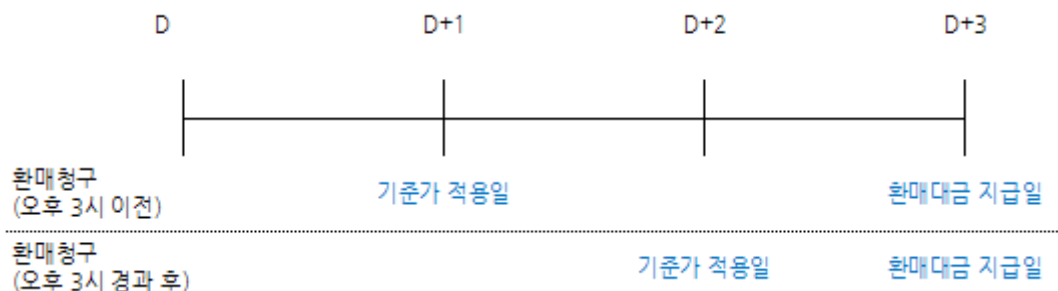 D D+1 D+2 D+3
환매청구
(오후 3시 이전) 기준가 적용일 환매대금 지급일
환매청구
(오후 3시 경과 후) 기준가 적용일 환매대금 지급일